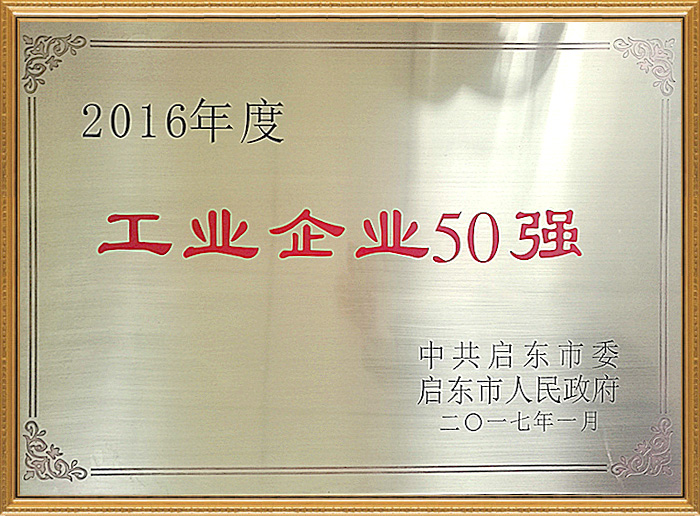 2016年度
工业企业50强
中共启东市委
启东市人民政府
二〇一七年一月